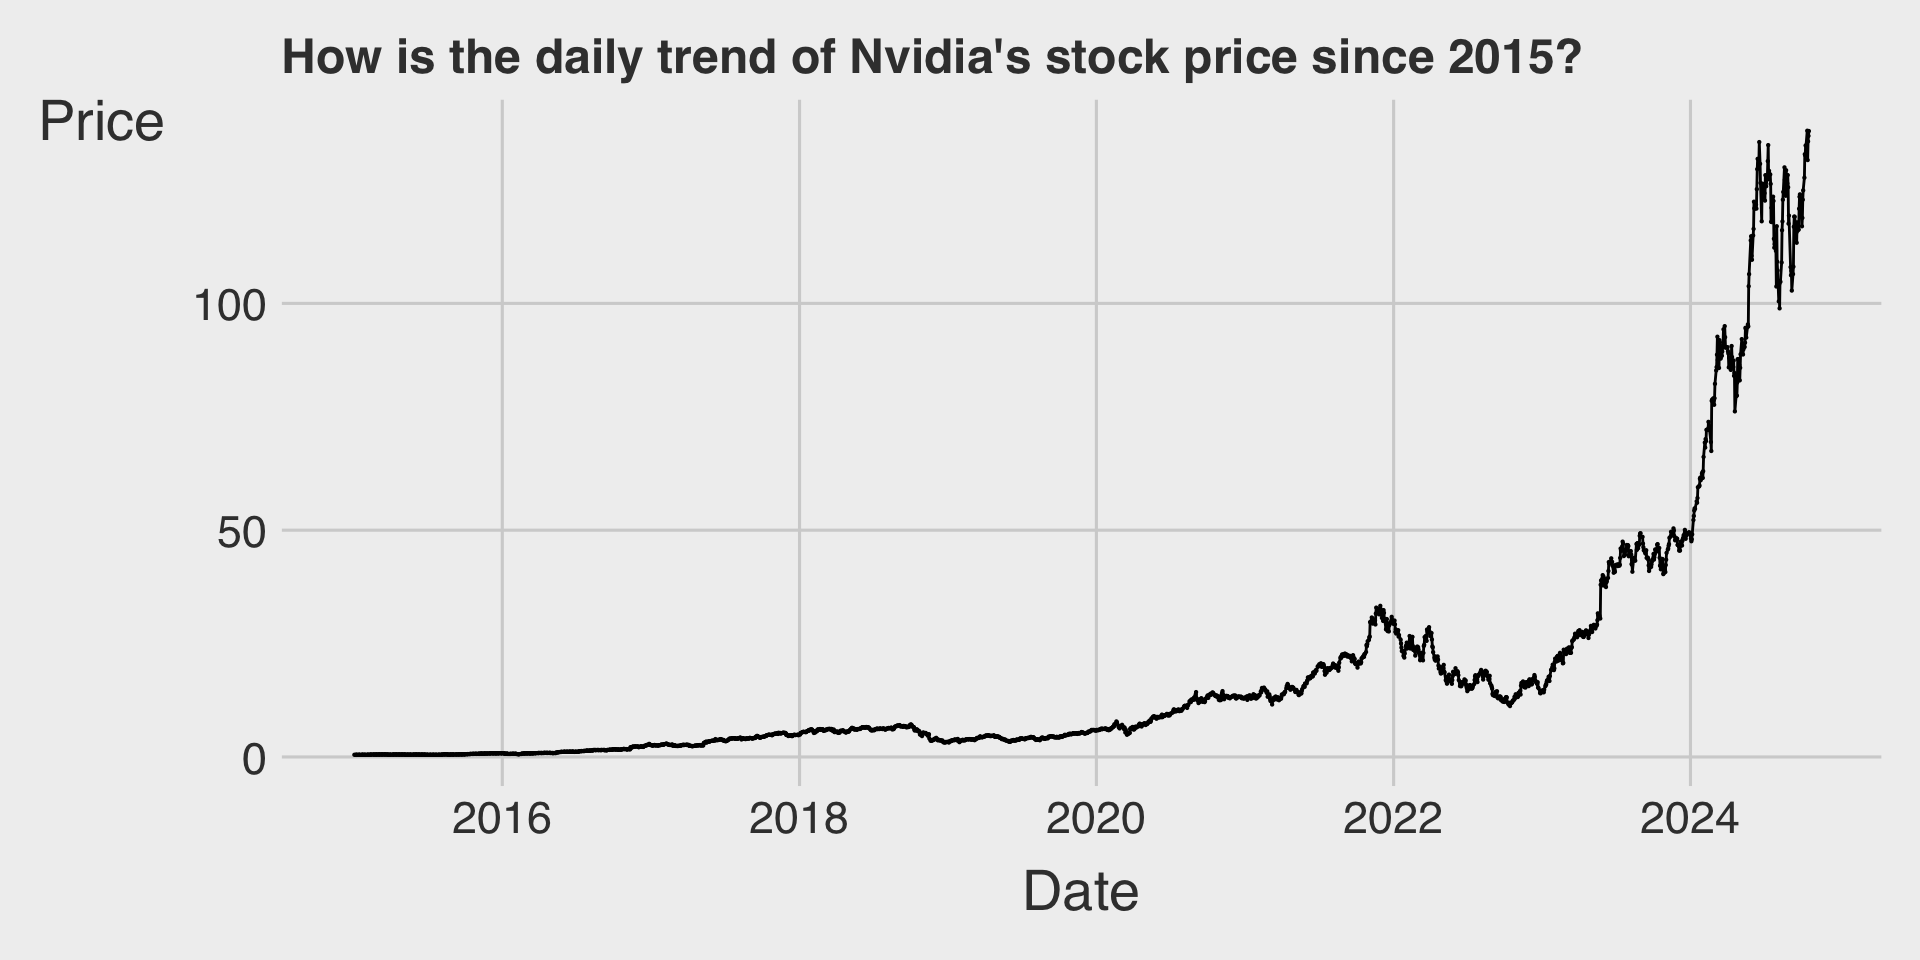 How is the daily trend of Nvidia's stock price since 2015?
Price
100
50
0
2016 2018 2020 2022 2024
Date